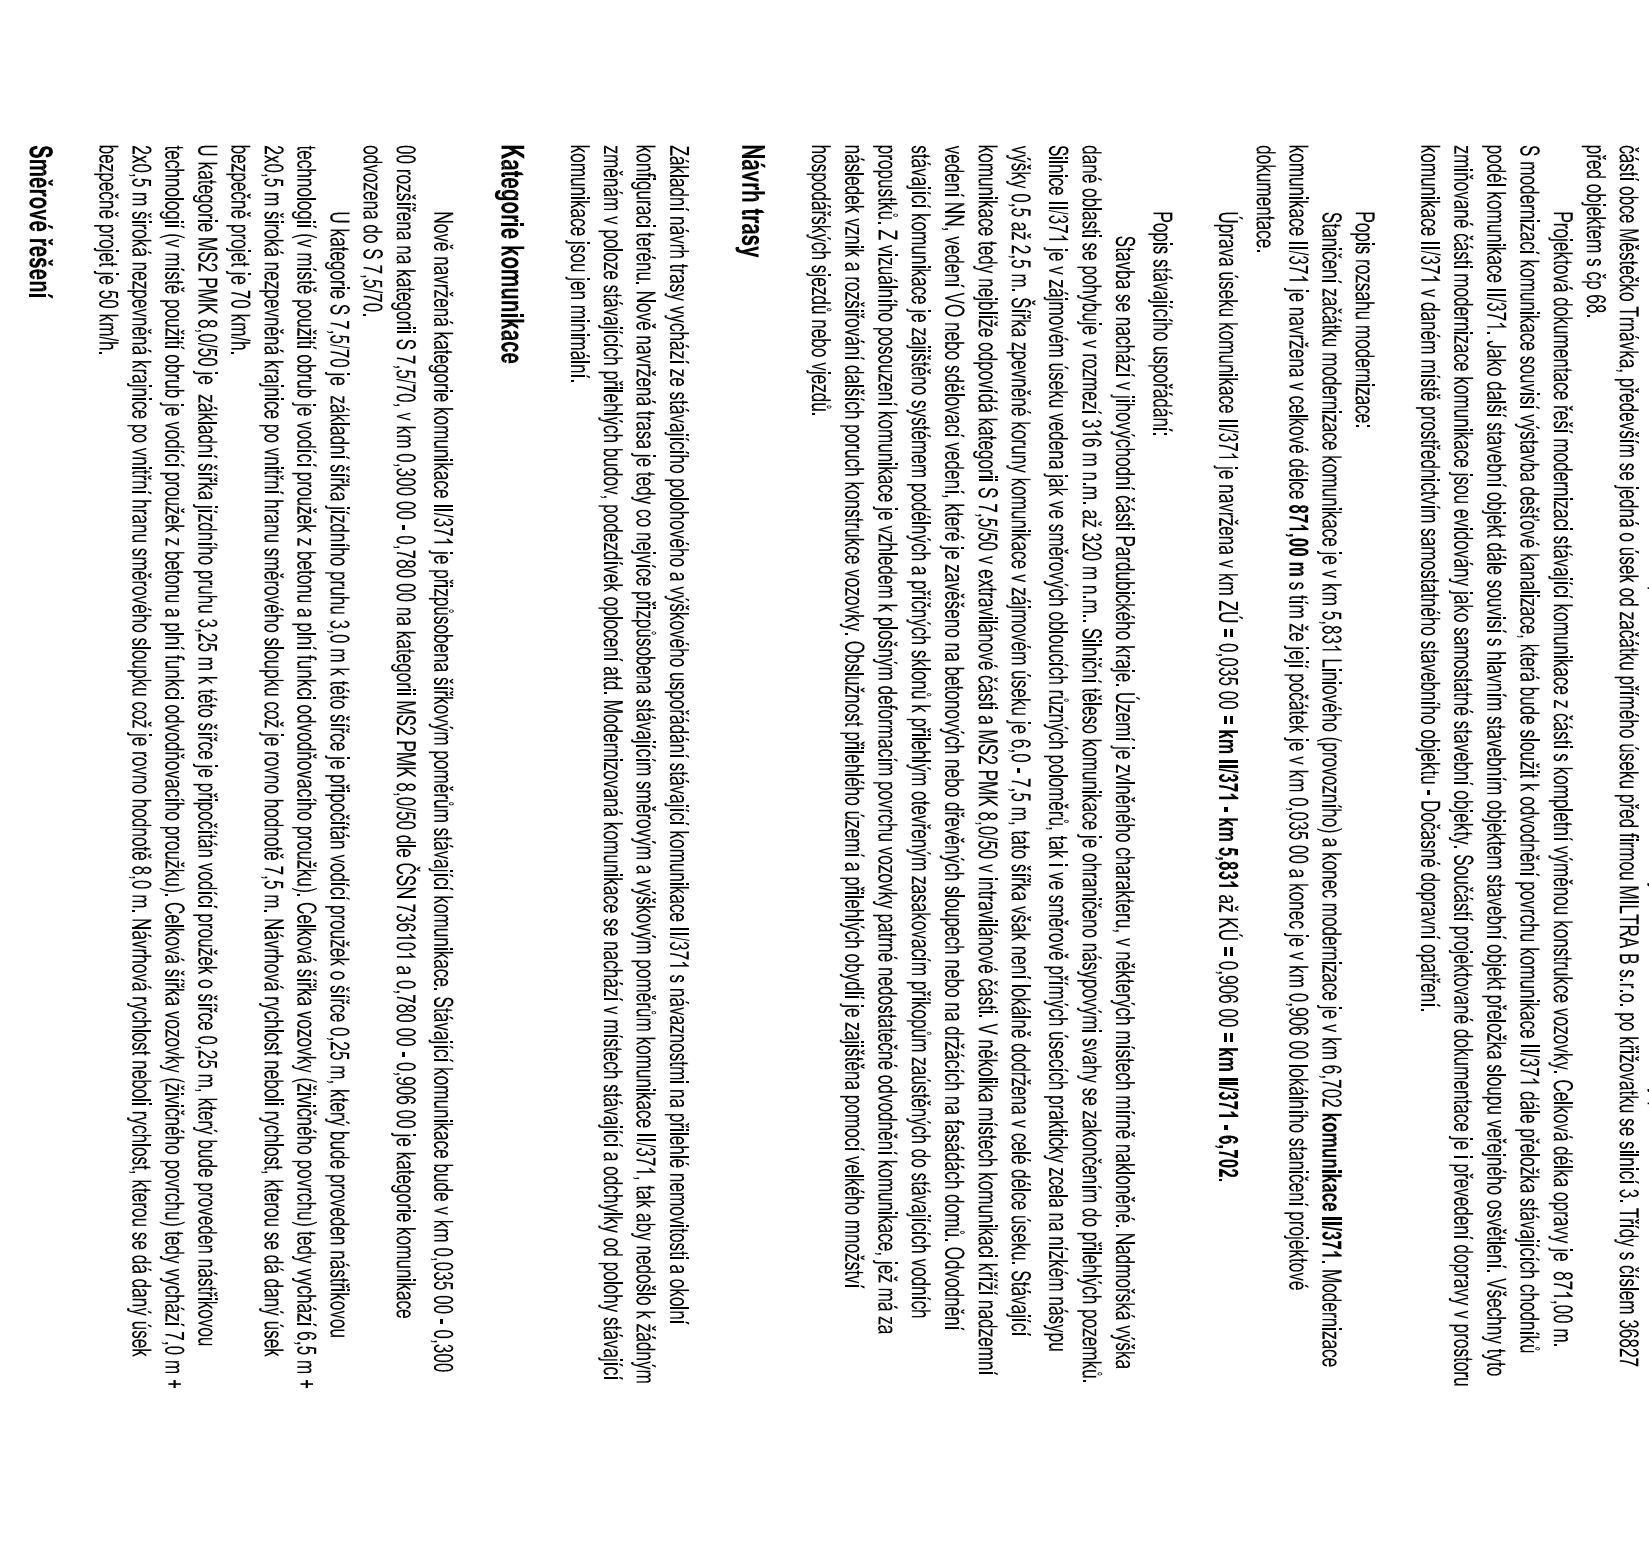 částí obce Městečko Trnávka, především se jedná o úsek od začátku přímého úseku před firmou MILTRA B s.r.o. po křižovatku se silnicí 3. Třídy s číslem 36827
před objektem s čp 68.
Projektová dokumentace řeší modernizaci stávající komunikace z části s kompletní výměnou konstrukce vozovky. Celková délka opravy je 871,00 m.
S modernizací komunikace souvisí výstavba dešťové kanalizace, která bude sloužit k odvodnění povrchu komunikace II/371 dále přeložka stávajících chodníků
podél komunikace II/371. Jako další stavební objekt dále souvisí s hlavním stavebním objektem stavební objekt přeložka sloupu veřejného osvětlení. Všechny tyto
zmiňované části modernizace komunikace jsou evidovány jako samostatné stavební objekty. Součástí projektované dokumentace je i převedení dopravy v prostoru
komunikace II/371 v daném místě prostřednictvím samostatného stavebního objektu - Dočasné dopravní opatření.
Popis rozsahu modernizace:
Staničení začátku modernizace komunikace je v km 5,831 Liniového (provozního) a konec modernizace je v km 6,702 komunikace II/371. Modernizace
komunikace II/371 je navržena v celkové délce 871,00 m s tím že její počátek je v km 0,035 00 a konec je v km 0,906 00 lokálního staničení projektové
dokumentace.
Úprava úseku komunikace II/371 je navržena v km ZÚ = 0,035 00 = km II/371 - km 5,831 až KÚ = 0,906 00 = km II/371 - 6,702.
Popis stávajícího uspořádání:
Stavba se nachází v jihovýchodní části Pardubického kraje. Území je zvlněného charakteru, v některých místech mírně nakloněné. Nadmořská výška
dané oblasti se pohybuje v rozmezí 316 m n.m. až 320 m n.m.. Silniční těleso komunikace je ohraničeno násypovými svahy se zakončením do přilehlých pozemků.
Silnice II/371 je v zájmovém úseku vedena jak ve směrových obloucích různých poloměrů, tak i ve směrově přímých úsecích prakticky zcela na nízkém násypu
výšky 0,5 až 2,5 m. Šířka zpevněné koruny komunikace v zájmovém úseku je 6,0 - 7,5 m, tato šířka však není lokálně dodržena v celé délce úseku. Stávající
komunikace tedy nejblíže odpovídá kategorii S 7,5/50 v extravilánové části a MS2 PMK 8,0/50 v intravilánové části. V několika místech komunikaci kříží nadzemní
vedení NN, vedení VO nebo sdělovací vedení, které je zavěšeno na betonových nebo dřevěných sloupech nebo na držácích na fasádách domů. Odvodnění
stávající komunikace je zajištěno systémem podélných a příčných sklonů k přilehlým otevřeným zasakovacím příkopům zaústěných do stávajících vodních
propustků. Z vizuálního posouzení komunikace je vzhledem k plošným deformacím povrchu vozovky patrné nedostatečné odvodnění komunikace, jež má za
následek vznik a rozšiřování dalších poruch konstrukce vozovky. Obslužnost přilehlého území a přilehlých obydlí je zajištěna pomocí velkého množství
hospodářských sjezdů nebo vjezdů.
Návrh trasy
Základní návrh trasy vychází ze stávajícího polohového a výškového uspořádání stávající komunikace II/371 s návazností na přilehlé nemovitosti a okolní
konfiguraci terénu. Nově navržená trasa je tedy co nejvíce přizpůsobena stávajícím směrovým a výškovým poměrům komunikace II/371, tak aby nedošlo k žádným
změnám v poloze stávajících přilehlých budov, podezdívek oplocení atd. Modernizovaná komunikace se nachází v místech stávající a odchylky od polohy stávající
komunikace jsou jen minimální.
Kategorie komunikace
Nově navržená kategorie komunikace II/371 je přizpůsobena šířkovým poměrům stávající komunikace. Stávající komunikace bude v km 0,035 00 - 0,300
00 rozšířena na kategorii S 7,5/70, v km 0,300 00 - 0,780 00 na kategorii MS2 PMK 8,0/50 dle ČSN 736101 a 0,780 00 - 0,906 00 je kategorie komunikace
odvozena do S 7,5/70.
U kategorie S 7,5/70 je základní šířka jízdního pruhu 3,0 m k této šířce je připočítán vodící proužek o šířce 0,25 m, který bude proveden nástřikovou
technologií (v místě použití obrub je vodící proužek z betonu a plní funkci odvodňovacího proužku). Celková šířka vozovky (živičného povrchu) tedy vychází 6,5 m +
2x0,5 m široká nezpevněná krajnice po vnitřní hranu směrového sloupku což je rovno hodnotě 7,5 m. Návrhová rychlost neboli rychlost, kterou se dá daný úsek
bezpečně projet je 70 km/h.
U kategorie MS2 PMK 8,0/50 je základní šířka jízdního pruhu 3,25 m k této šířce je připočítán vodící proužek o šířce 0,25 m, který bude proveden nástřikovou
technologií (v místě použití obrub je vodící proužek z betonu a plní funkci odvodňovacího proužku). Celková šířka vozovky (živičného povrchu) tedy vychází 7,0 m +
2x0,5 m široká nezpevněná krajnice po vnitřní hranu směrového sloupku což je rovno hodnotě 8,0 m. Návrhová rychlost neboli rychlost, kterou se dá daný úsek
bezpečně projet je 50 km/h.
Směrové řešení